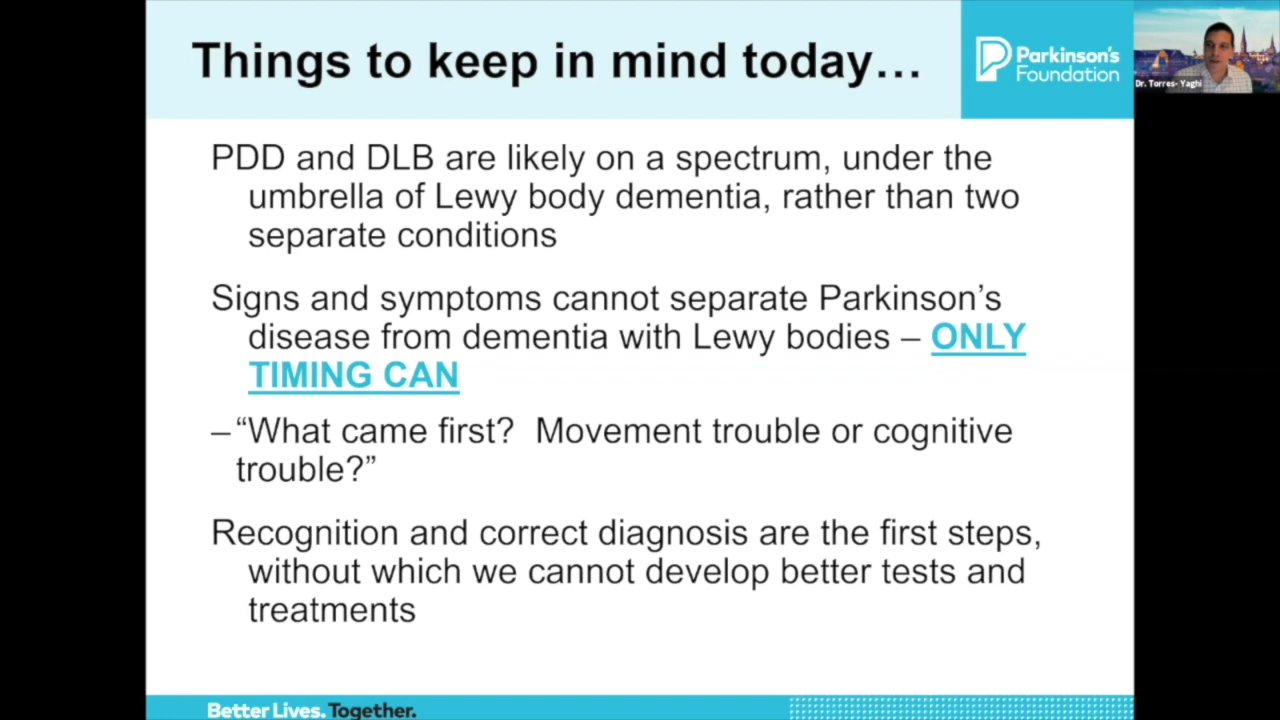 Things to keep in mind today…
Parkinson's
Foundation
Dr. Torres- Yaghi
PDD and DLB are likely on a spectrum, under the
umbrella of Lewy body dementia, rather than two
separate conditions
Signs and symptoms cannot separate Parkinson's
disease from dementia with Lewy bodies – ONLY
TIMING CAN
– “What came first?  Movement trouble or cognitive
trouble?”
Recognition and correct diagnosis are the first steps,
without which we cannot develop better tests and
treatments
Better Lives. Together.